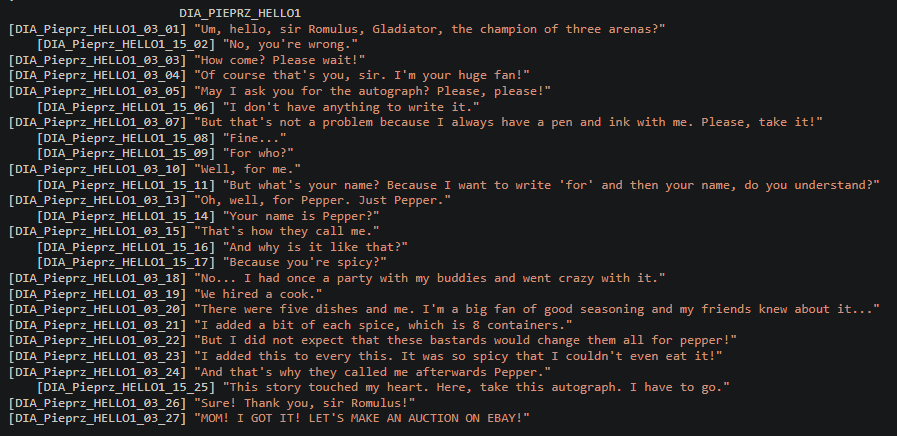 DIA_PIEPRZ_HELLO1
[DIA_Pieprz_HELLO1_03_01] "Um, hello, sir Romulus, Gladiator, the champion of three arenas?"
[DIA_Pieprz_HELLO1_15_02] "No, you're wrong."
[DIA_Pieprz_HELLO1_03_03] "How come? Please wait!"
[DIA_Pieprz_HELLO1_03_04] "Of course that's you, sir. I'm your huge fan!"
[DIA_Pieprz_HELLO1_03_05] "May I ask you for the autograph? Please, please!"
[DIA_Pieprz_HELLO1_15_06] "I don't have anything to write it."
[DIA_Pieprz_HELLO1_03_07] "But that's not a problem because I always have a pen and ink with me. Please, take it!"
[DIA_Pieprz_HELLO1_15_08] "Fine..."
[DIA_Pieprz_HELLO1_15_09] "For who?"
[DIA_Pieprz_HELLO1_03_10] "Well, for me."
[DIA_Pieprz_HELLO1_15_11] "But what's your name? Because I want to write 'for' and then your name, do you understand?"
[DIA_Pieprz_HELLO1_03_13] "Oh, well, for Pepper. Just Pepper."
[DIA_Pieprz_HELLO1_15_14] "Your name is Pepper?"
[DIA_Pieprz_HELLO1_03_15] "That's how they call me."
[DIA_Pieprz_HELLO1_15_16] "And why is it like that?"
[DIA_Pieprz_HELLO1_15_17] "Because you're spicy?"
[DIA_Pieprz_HELLO1_03_18] "No... I had once a party with my buddies and went crazy with it."
[DIA_Pieprz_HELLO1_03_19] "We hired a cook."
[DIA_Pieprz_HELLO1_03_20] "There were five dishes and me. I'm a big fan of good seasoning and my friends knew about it..."
[DIA_Pieprz_HELLO1_03_21] "I added a bit of each spice, which is 8 containers."
[DIA_Pieprz_HELLO1_03_22] "But I did not expect that these bastards would change them all for pepper!"
[DIA_Pieprz_HELLO1_03_23] "I added this to every this. It was so spicy that I couldn't even eat it!"
[DIA_Pieprz_HELLO1_03_24] "And that's why they called me afterwards Pepper."
[DIA_Pieprz_HELLO1_15_25] "This story touched my heart. Here, take this autograph. I have to go."
[DIA_Pieprz_HELLO1_03_26] "Sure! Thank you, sir Romulus!"
[DIA_Pieprz_HELLO1_03_27] "MOM! I GOT IT! LET'S MAKE AN AUCTION ON EBAY!"